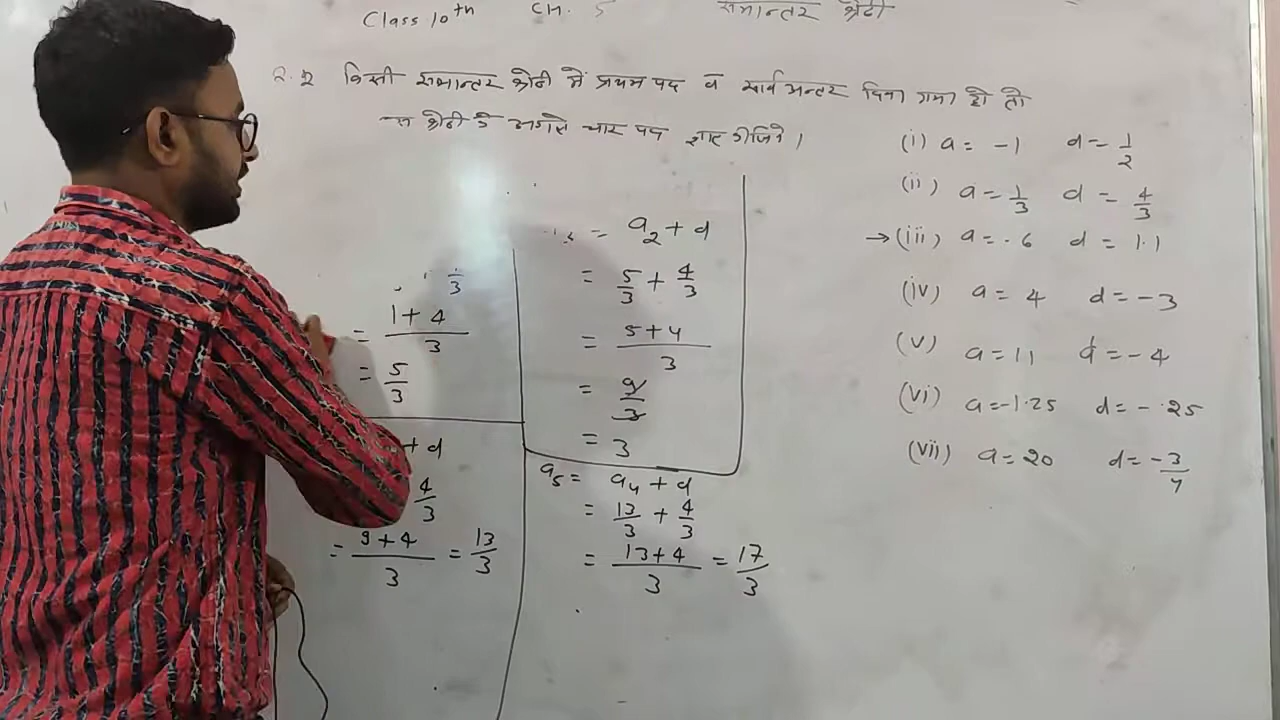 Class 10th CH. 5 समान्तर श्रेढी
किसी समान्तर श्रेढी में प्रथम पद व सार्वअन्तर दिया गया हो तो
श्रेढी के अगले चार पद ज्ञात कीजिये।
(i) a = -1 d = 1/2
(ii) a = 1/3 d = 4/3
→ (iii) a = .6 d = 1.1
(iv) a = 4 d = -3
(v) a = 11 d = -4
(vi) a = -1.25 d = -.25
(vii) a = 20 d = -3/4
1/3
= (1+4)/3
= 5/3
= a₂ + d
= 5/3 + 4/3
= (5+4)/3
= 9/3
= 3
+ d
4/3
= (9+4)/3 = 13/3
a₅ = a₄ + d
= 13/3 + 4/3
= (13+4)/3 = 17/3